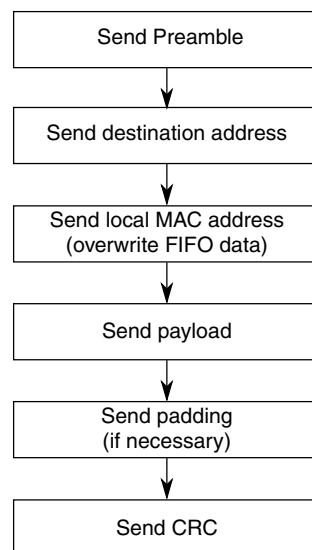 Send Preamble
Send destination address
Send local MAC address
(overwrite FIFO data)
Send payload
Send padding
(if necessary)
Send CRC